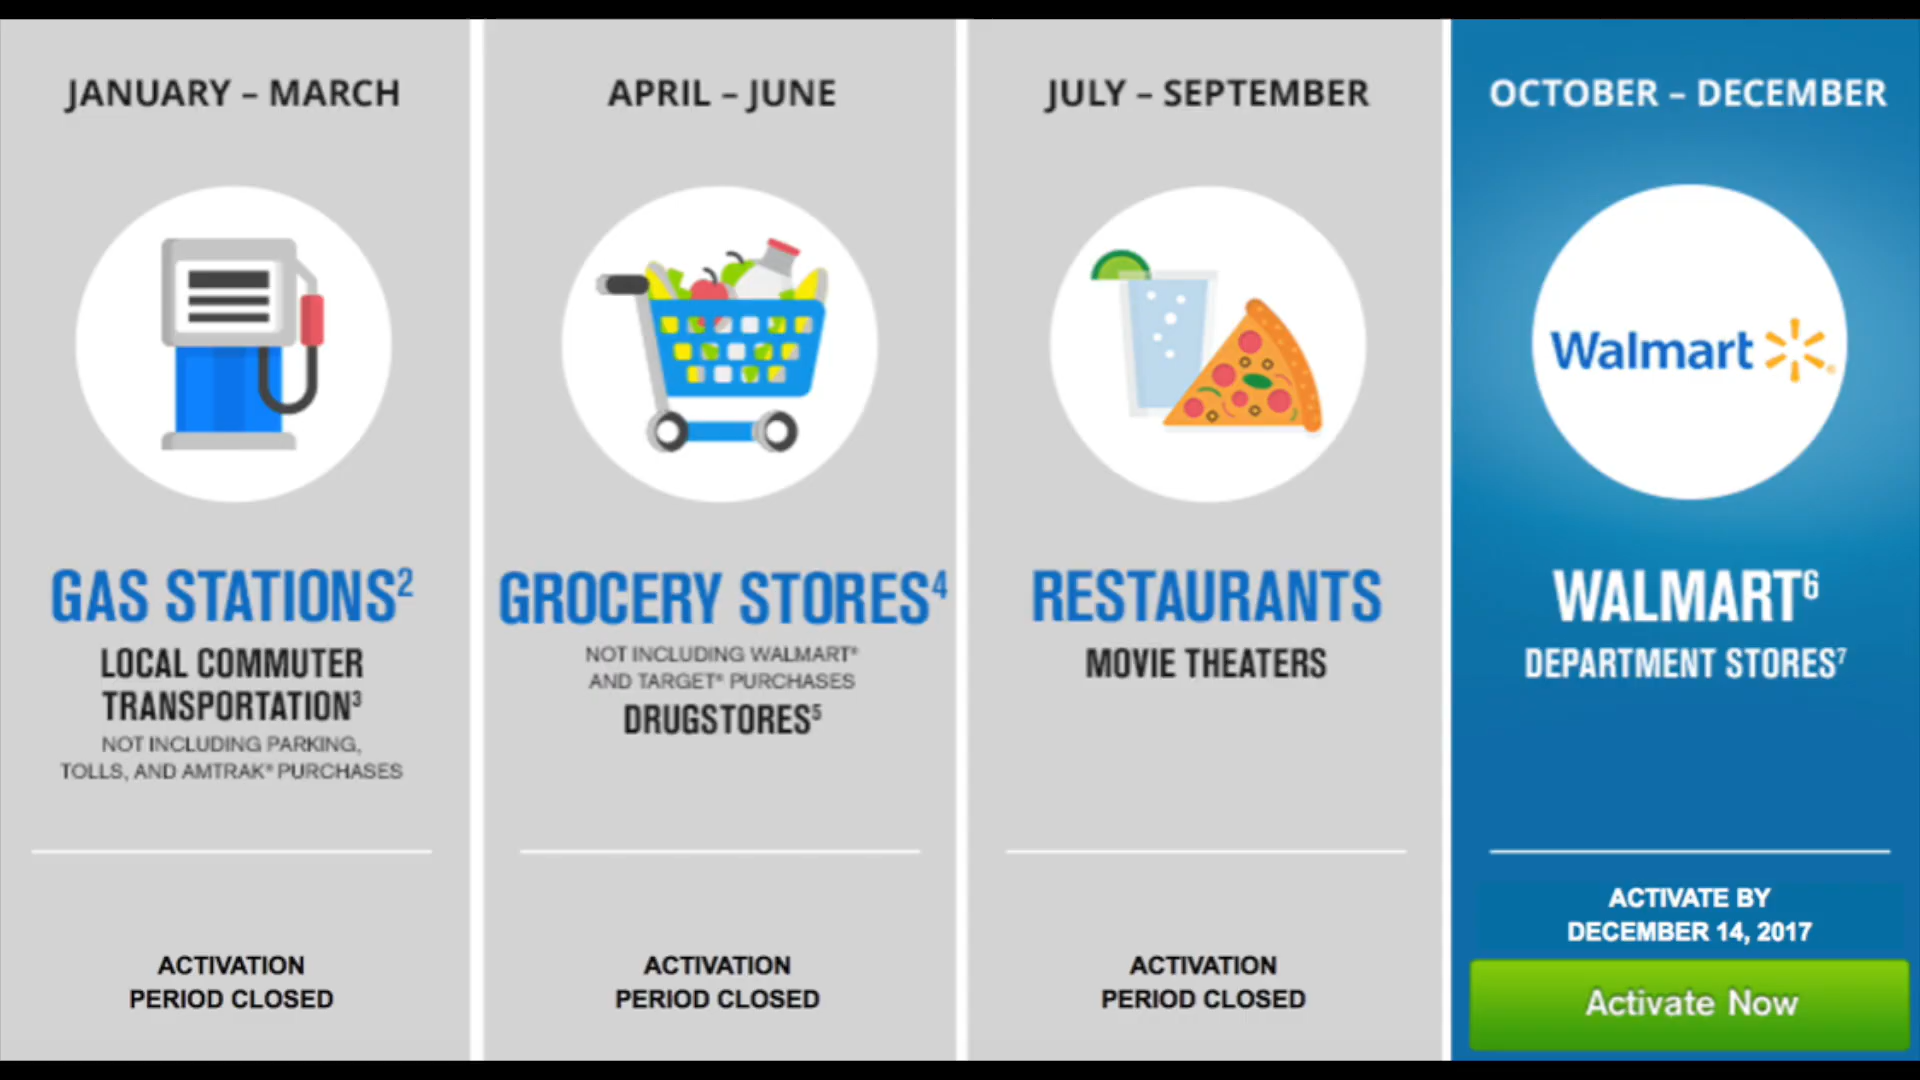 JANUARY – MARCH
GAS STATIONS²
LOCAL COMMUTER
TRANSPORTATION³
NOT INCLUDING PARKING,
TOLLS, AND AMTRAK® PURCHASES
ACTIVATION
PERIOD CLOSED
APRIL – JUNE
GROCERY STORES⁴
NOT INCLUDING WALMART®
AND TARGET® PURCHASES
DRUGSTORES⁵
ACTIVATION
PERIOD CLOSED
JULY – SEPTEMBER
RESTAURANTS
MOVIE THEATERS
ACTIVATION
PERIOD CLOSED
OCTOBER – DECEMBER
Walmart ®
WALMART⁶
DEPARTMENT STORES⁷
ACTIVATE BY
DECEMBER 14, 2017
Activate Now